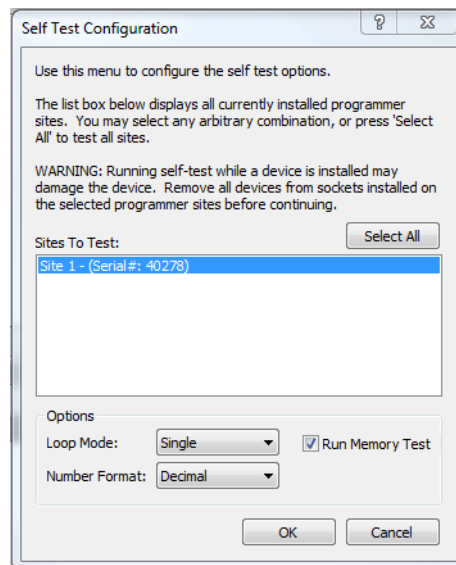 Self Test Configuration
Use this menu to configure the self test options.
The list box below displays all currently installed programmer
sites. You may select any arbitrary combination, or press 'Select
All' to test all sites.
WARNING: Running self-test while a device is installed may
damage the device. Remove all devices from sockets installed on
the selected programmer sites before continuing.
Sites To Test:
Select All
Site 1 - (Serial#: 40278)
Options
Loop Mode:
Single
Run Memory Test
Number Format:
Decimal
OK
Cancel